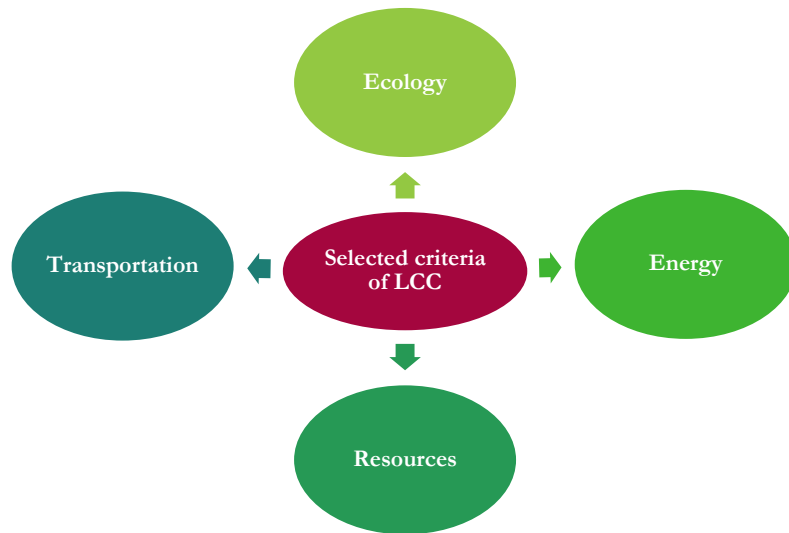 Ecology
Transportation
Selected criteria
of LCC
Energy
Resources